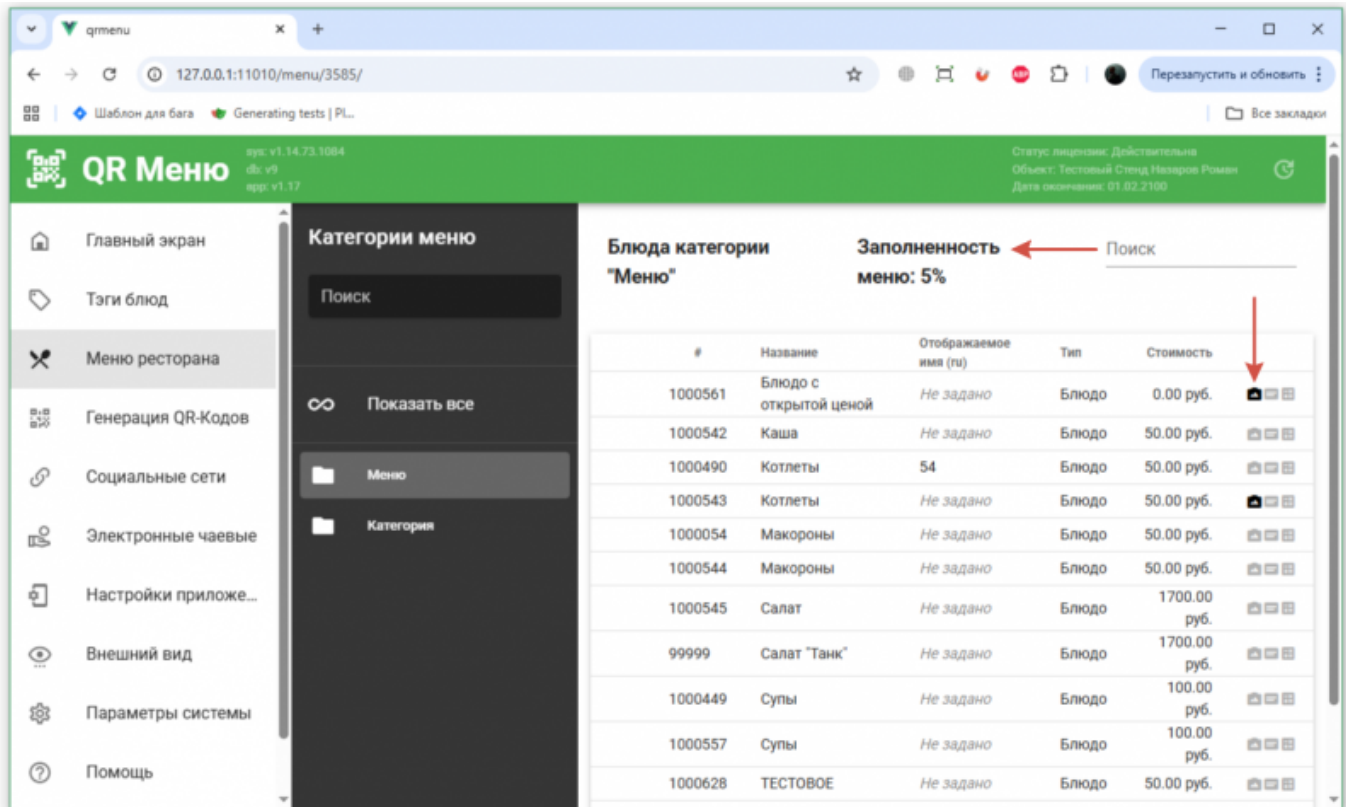 qrmenu
127.0.0.1:11010/menu/3585/
ABP
Перезапустить и обновить
Шаблон для бага
Generating tests | Pl...
Все закладки
QR Меню
sys: v1.14.73.1084
db: v9
app: v1.17
Статус лицензии: Действительна
Объект: Тестовый Стенд Назаров Роман
Дата окончания: 01.02.2100
Главный экран
Тэги блюд
Меню ресторана
Генерация QR-Кодов
Социальные сети
Электронные чаевые
Настройки приложе...
Внешний вид
Параметры системы
Помощь
Категории меню
Поиск
Показать все
Меню
Категория
Блюда категории
"Меню"
Заполненность
меню: 5%
Поиск
# Название Отображаемое имя (ru) Тип Стоимость
1000561 Блюдо с открытой ценой Не задано Блюдо 0.00 руб.
1000542 Каша Не задано Блюдо 50.00 руб.
1000490 Котлеты 54 Блюдо 50.00 руб.
1000543 Котлеты Не задано Блюдо 50.00 руб.
1000054 Макороны Не задано Блюдо 50.00 руб.
1000544 Макороны Не задано Блюдо 50.00 руб.
1000545 Салат Не задано Блюдо 1700.00 руб.
99999 Салат "Танк" Не задано Блюдо 1700.00 руб.
1000449 Супы Не задано Блюдо 100.00 руб.
1000557 Супы Не задано Блюдо 100.00 руб.
1000628 ТЕСТОВОЕ Не задано Блюдо 50.00 руб.